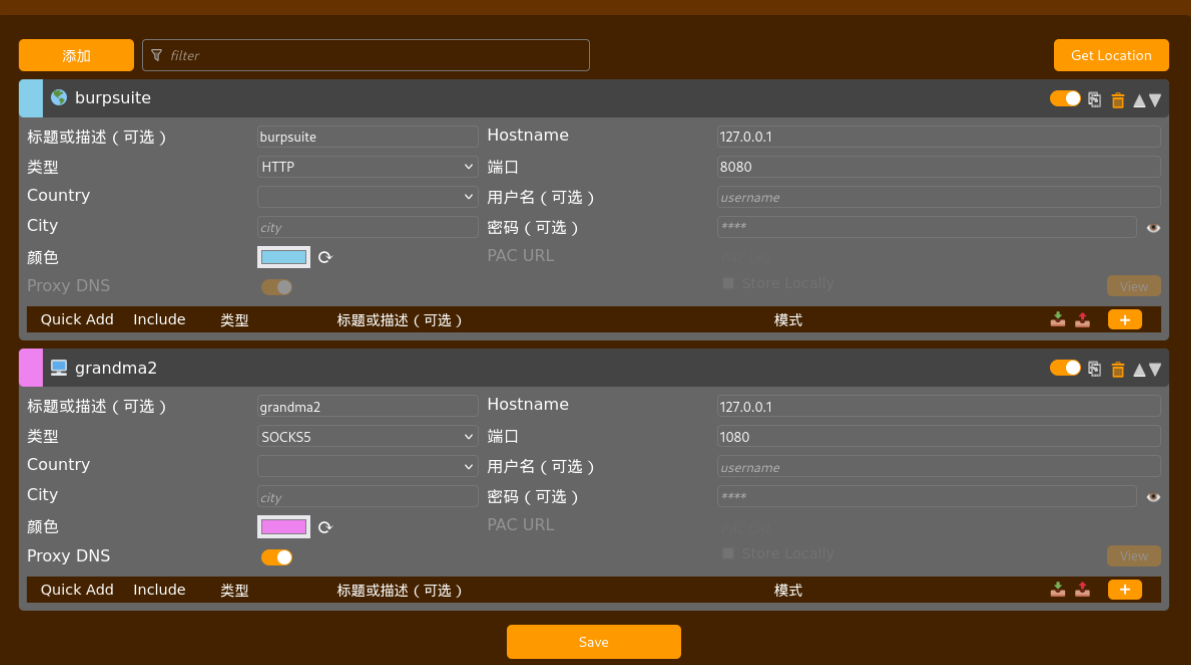 添加 filter Get Location
burpsuite
标题或描述（可选） burpsuite Hostname 127.0.0.1
类型 HTTP 端口 8080
Country 用户名（可选） username
City city 密码（可选） ****
颜色 PAC URL
Proxy DNS Store Locally View
Quick Add Include 类型 标题或描述（可选） 模式 +
grandma2
标题或描述（可选） grandma2 Hostname 127.0.0.1
类型 SOCKS5 端口 1080
Country 用户名（可选） username
City city 密码（可选） ****
颜色 PAC URL
Proxy DNS Store Locally View
Quick Add Include 类型 标题或描述（可选） 模式 +
Save